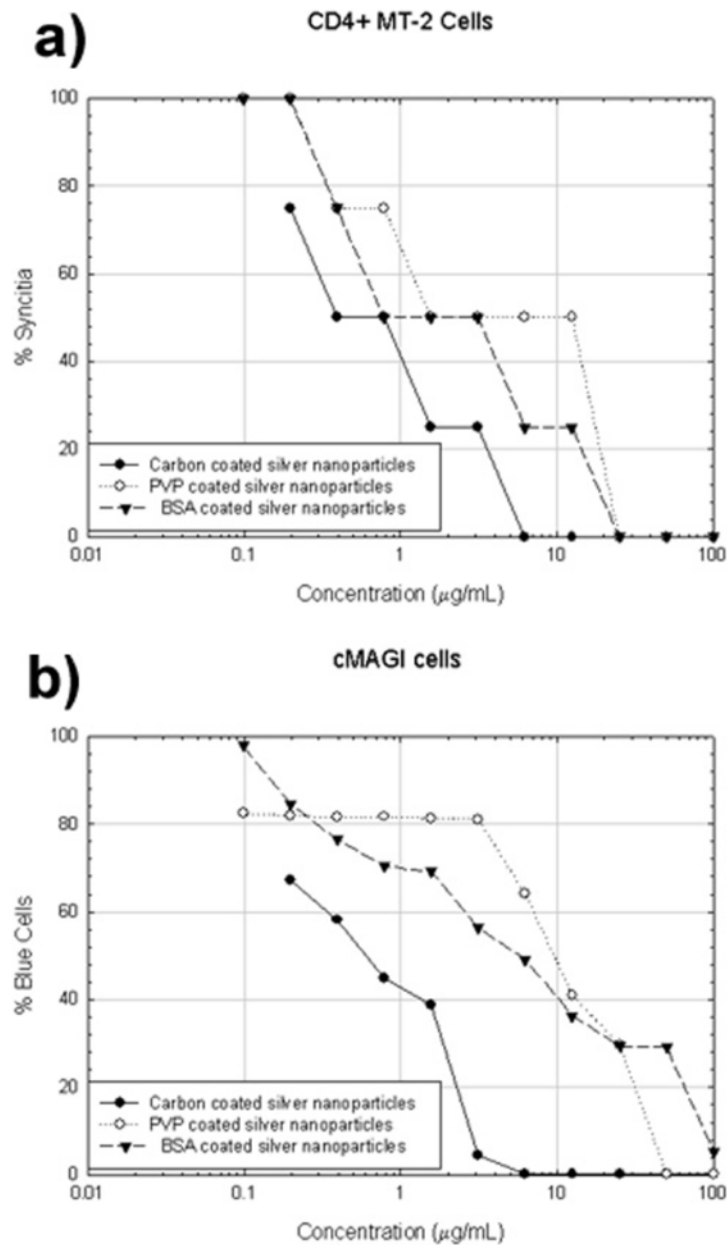 a)
CD4+ MT-2 Cells
100
80
60
40
20
0
% Syncitia
Carbon coated silver nanoparticles
PVP coated silver nanoparticles
BSA coated silver nanoparticles
0.01 0.1 1 10 100
Concentration (μg/mL)
b)
cMAGI cells
100
80
60
40
20
0
% Blue Cells
Carbon coated silver nanoparticles
PVP coated silver nanoparticles
BSA coated silver nanoparticles
0.01 0.1 1 10 100
Concentration (μg/mL)